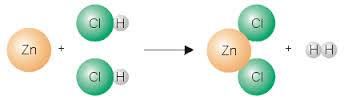 Cl H Cl
Zn + Zn + H H
Cl H Cl